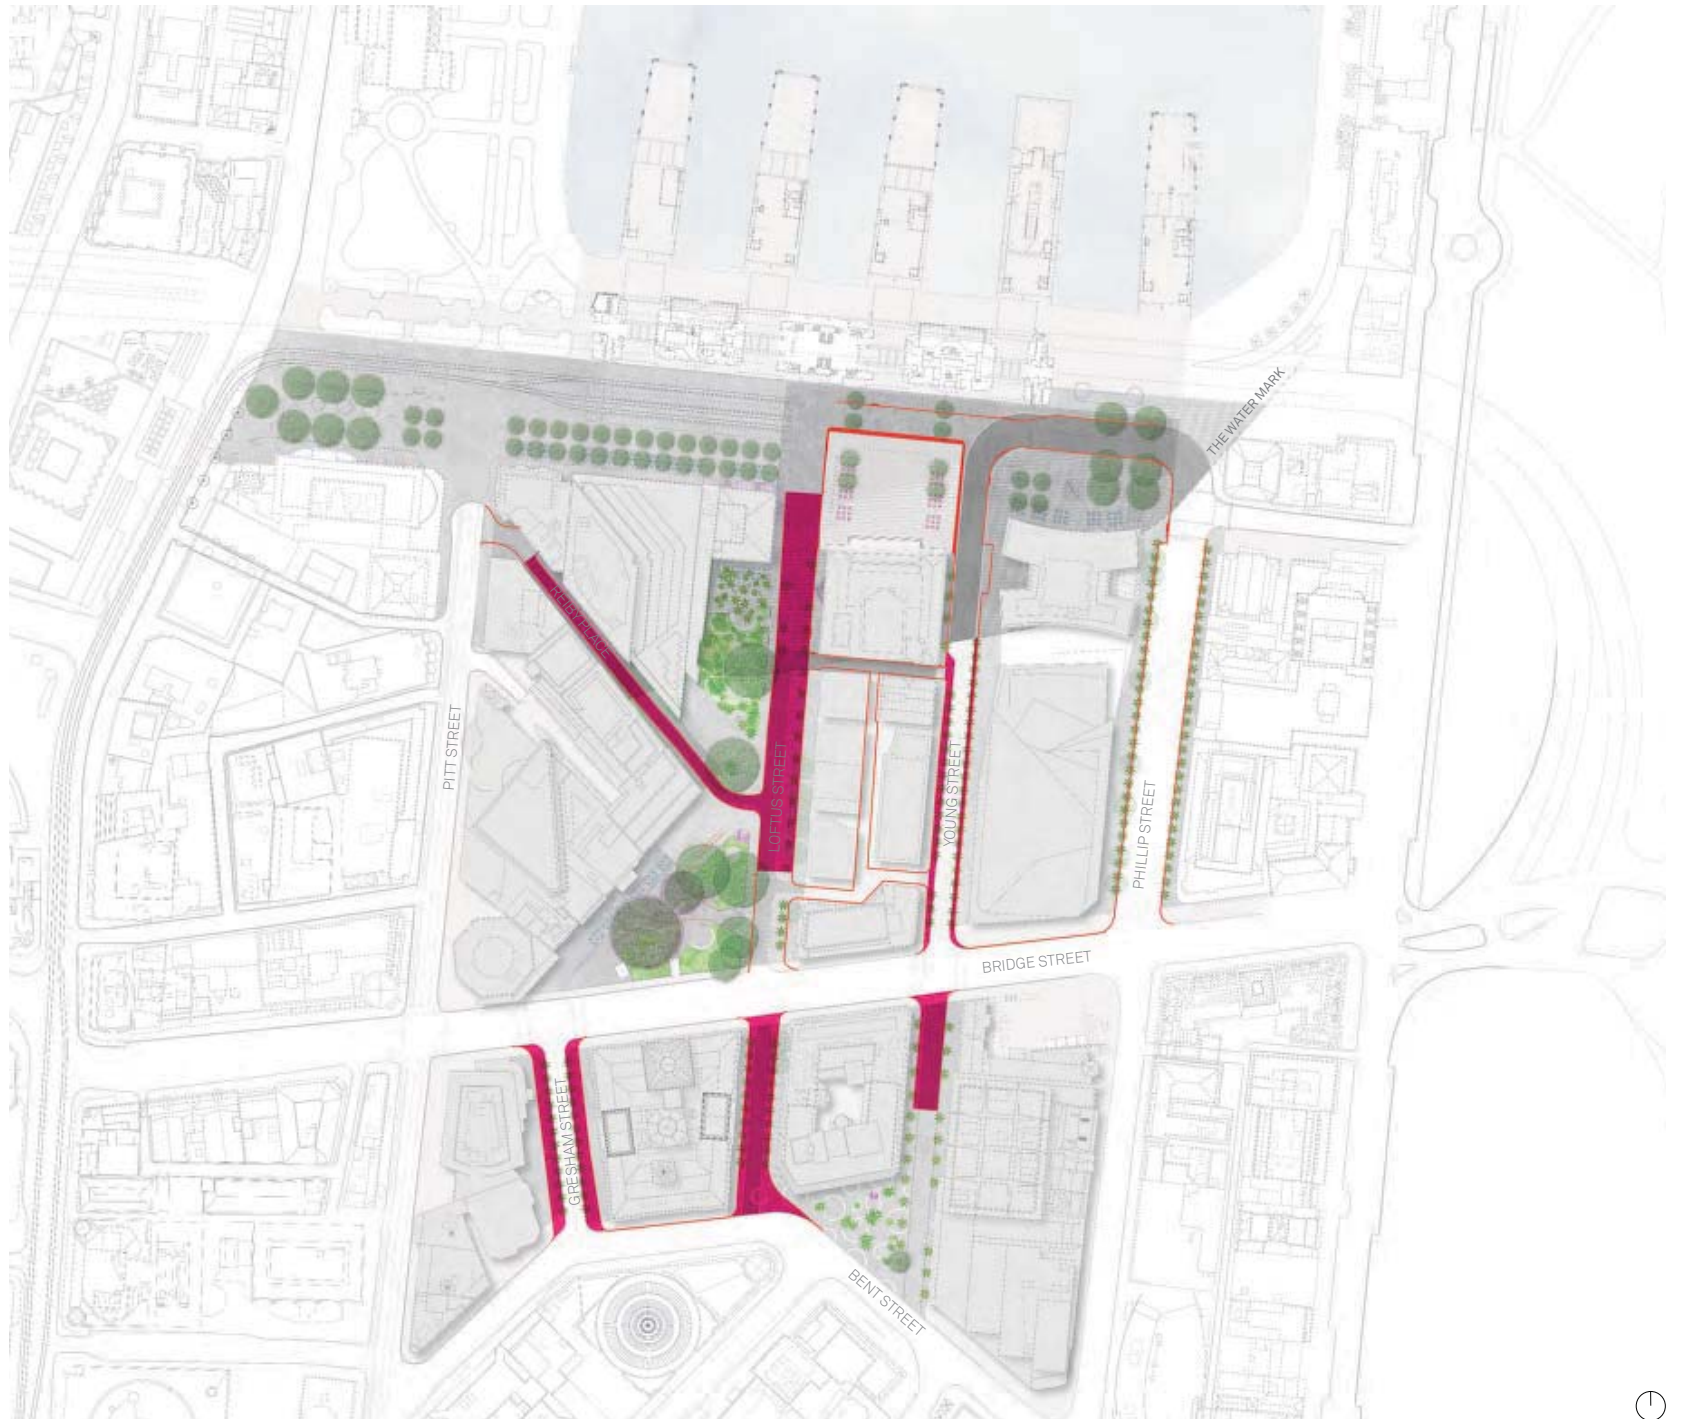 THE WATER MARK
REIBY PLACE
PITT STREET
LOFTUS STREET
YOUNG STREET
PHILLIP STREET
BRIDGE STREET
GRESHAM STREET
BENT STREET